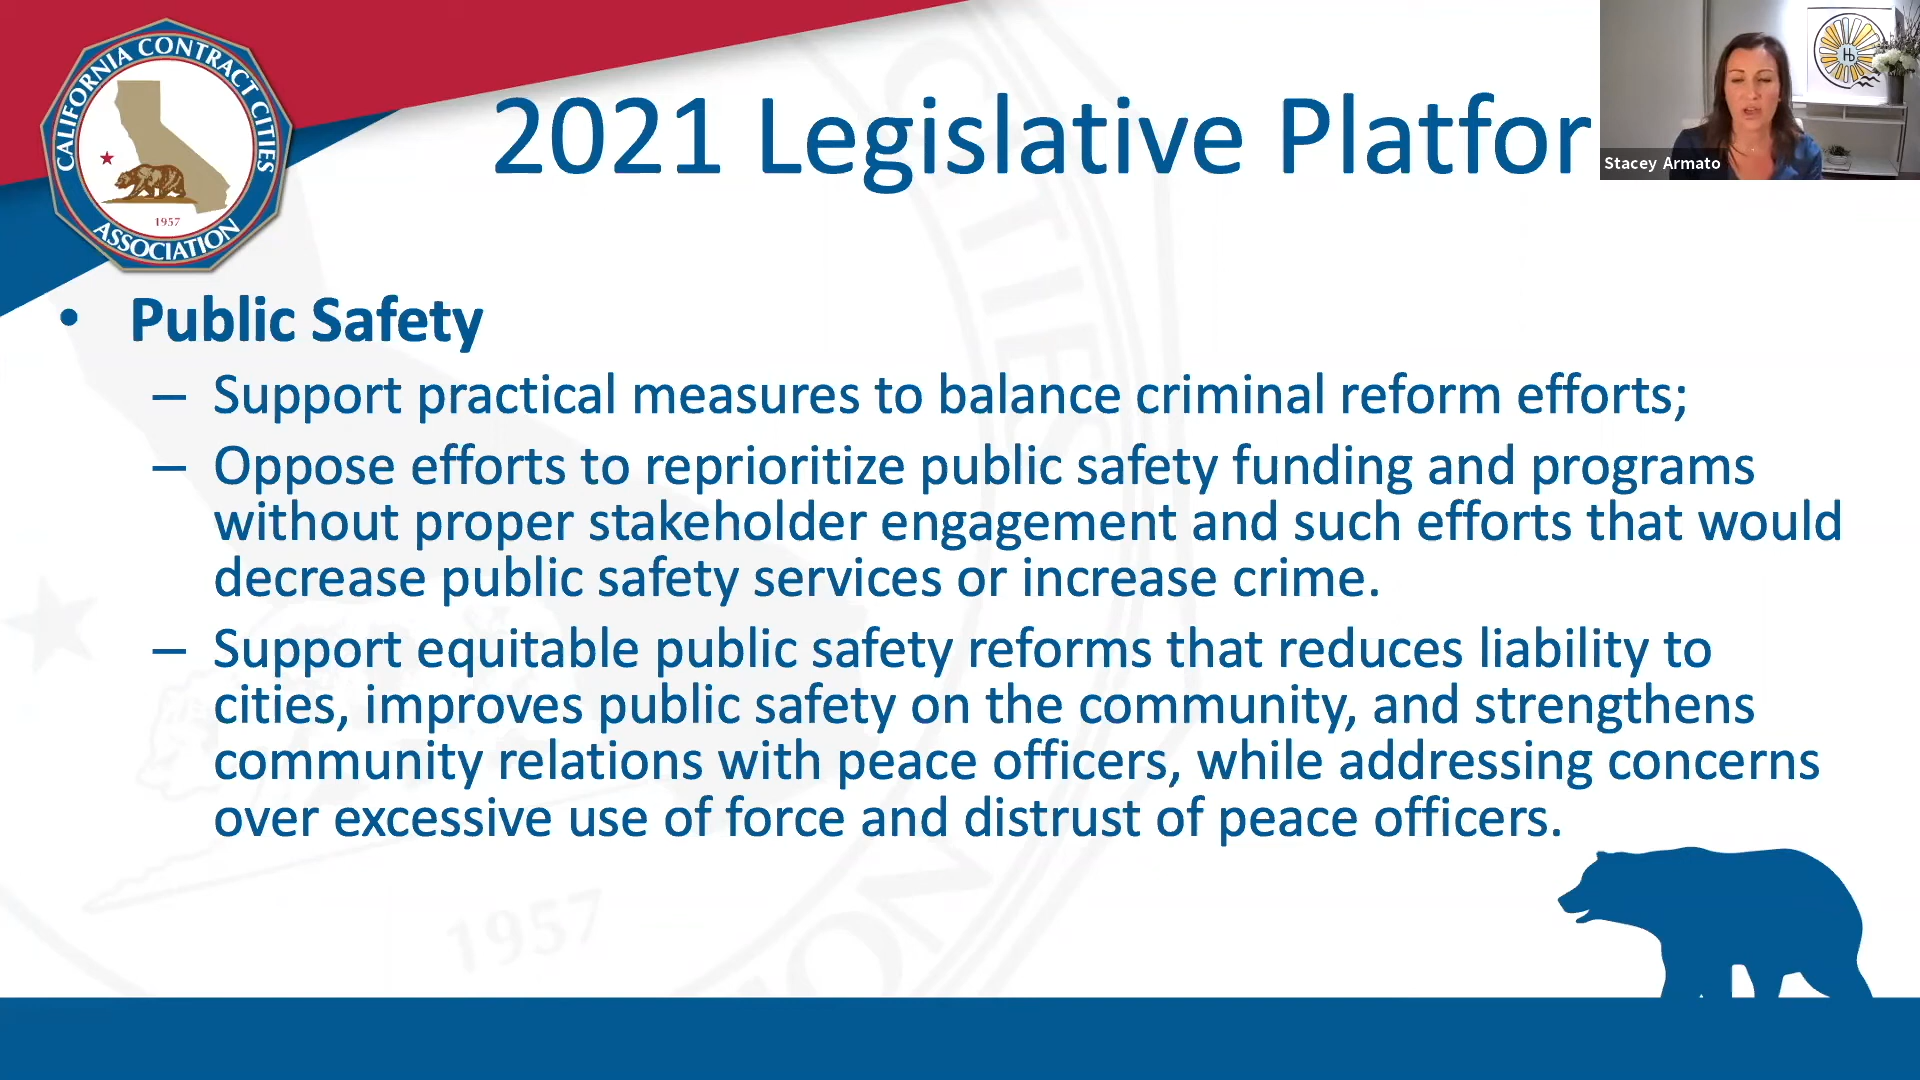 CALIFORNIA CONTRACT CITIES
ASSOCIATION
1957
2021 Legislative Platfor
Hb
Stacey Armato
• Public Safety
– Support practical measures to balance criminal reform efforts;
– Oppose efforts to reprioritize public safety funding and programs
without proper stakeholder engagement and such efforts that would
decrease public safety services or increase crime.
– Support equitable public safety reforms that reduces liability to
cities, improves public safety on the community, and strengthens
community relations with peace officers, while addressing concerns
over excessive use of force and distrust of peace officers.
CITIES
1957